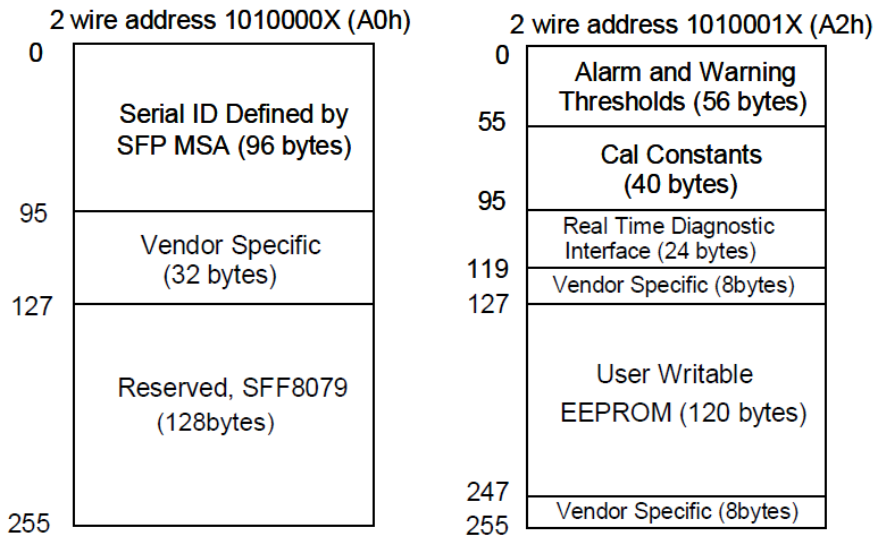 2 wire address 1010000X (A0h)
0
Serial ID Defined by
SFP MSA (96 bytes)
95
Vendor Specific
(32 bytes)
127
Reserved, SFF8079
(128bytes)
255
2 wire address 1010001X (A2h)
0
Alarm and Warning
Thresholds (56 bytes)
55
Cal Constants
(40 bytes)
95
Real Time Diagnostic
Interface (24 bytes)
119
Vendor Specific (8bytes)
127
User Writable
EEPROM (120 bytes)
247
Vendor Specific (8bytes)
255